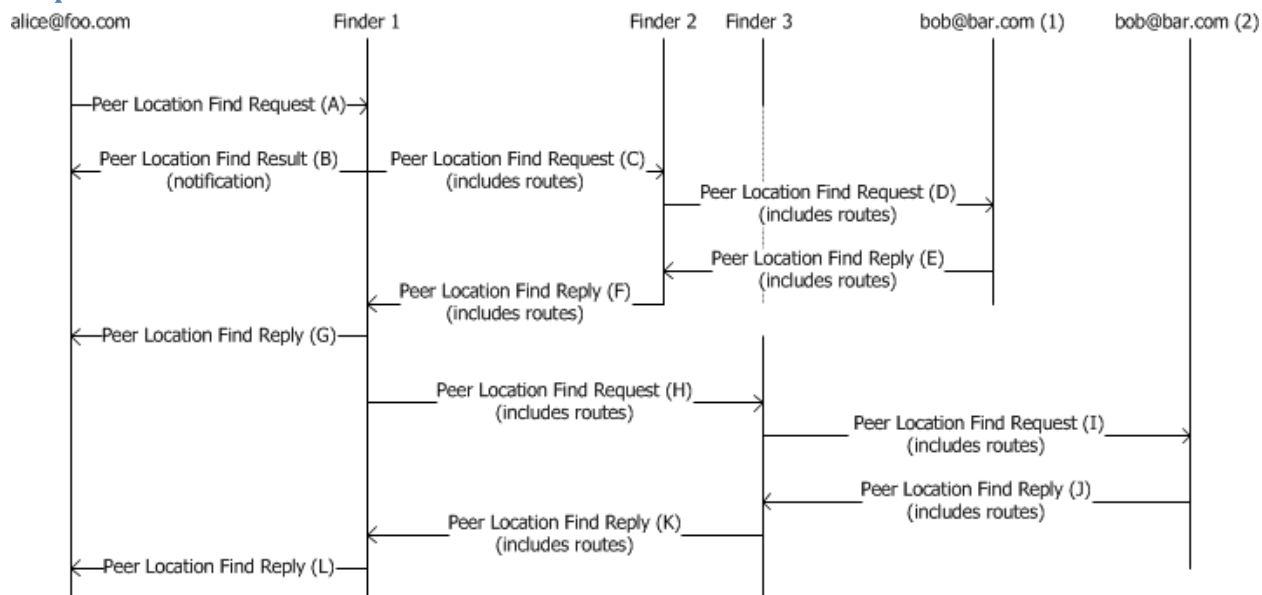 alice@foo.com Finder 1 Finder 2 Finder 3 bob@bar.com (1) bob@bar.com (2)
Peer Location Find Request (A)
Peer Location Find Result (B)
(notification)
Peer Location Find Request (C)
(includes routes)
Peer Location Find Request (D)
(includes routes)
Peer Location Find Reply (E)
(includes routes)
Peer Location Find Reply (F)
(includes routes)
Peer Location Find Reply (G)
Peer Location Find Request (H)
(includes routes)
Peer Location Find Request (I)
(includes routes)
Peer Location Find Reply (J)
(includes routes)
Peer Location Find Reply (K)
(includes routes)
Peer Location Find Reply (L)